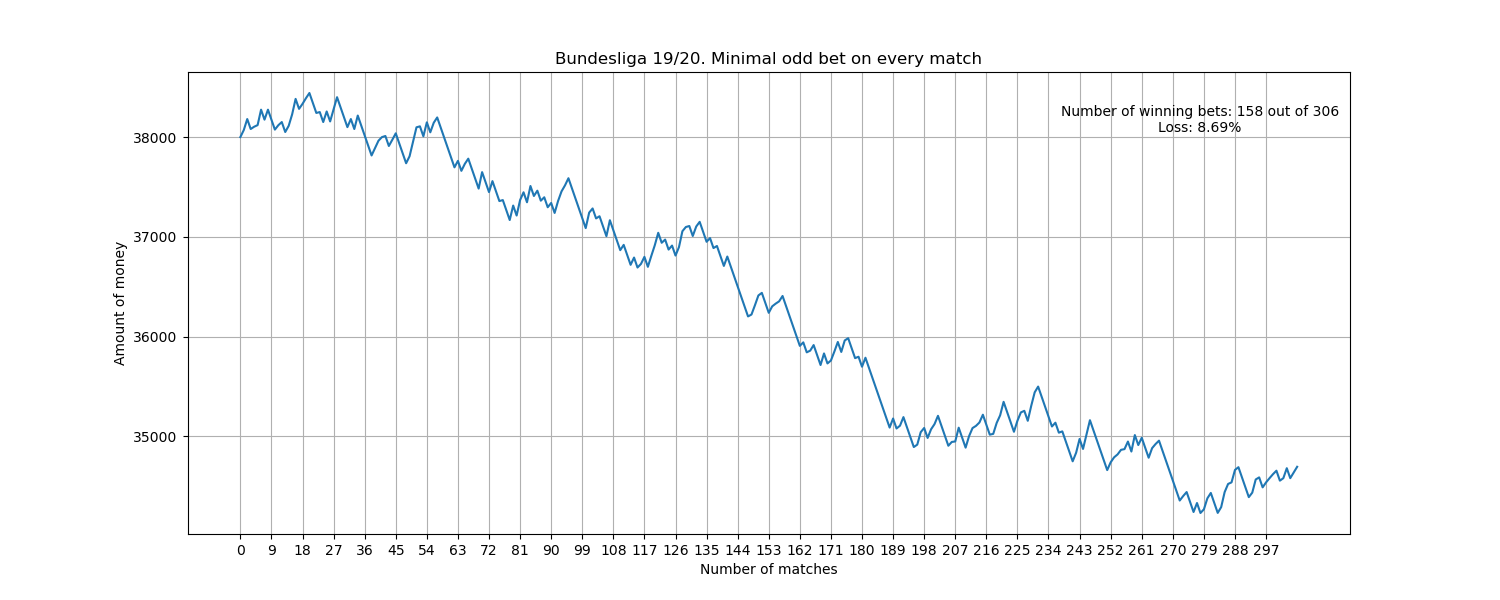 Bundesliga 19/20. Minimal odd bet on every match
Number of winning bets: 158 out of 306
Loss: 8.69%
Amount of money
38000
37000
36000
35000
0 9 18 27 36 45 54 63 72 81 90 99 108 117 126 135 144 153 162 171 180 189 198 207 216 225 234 243 252 261 270 279 288 297
Number of matches